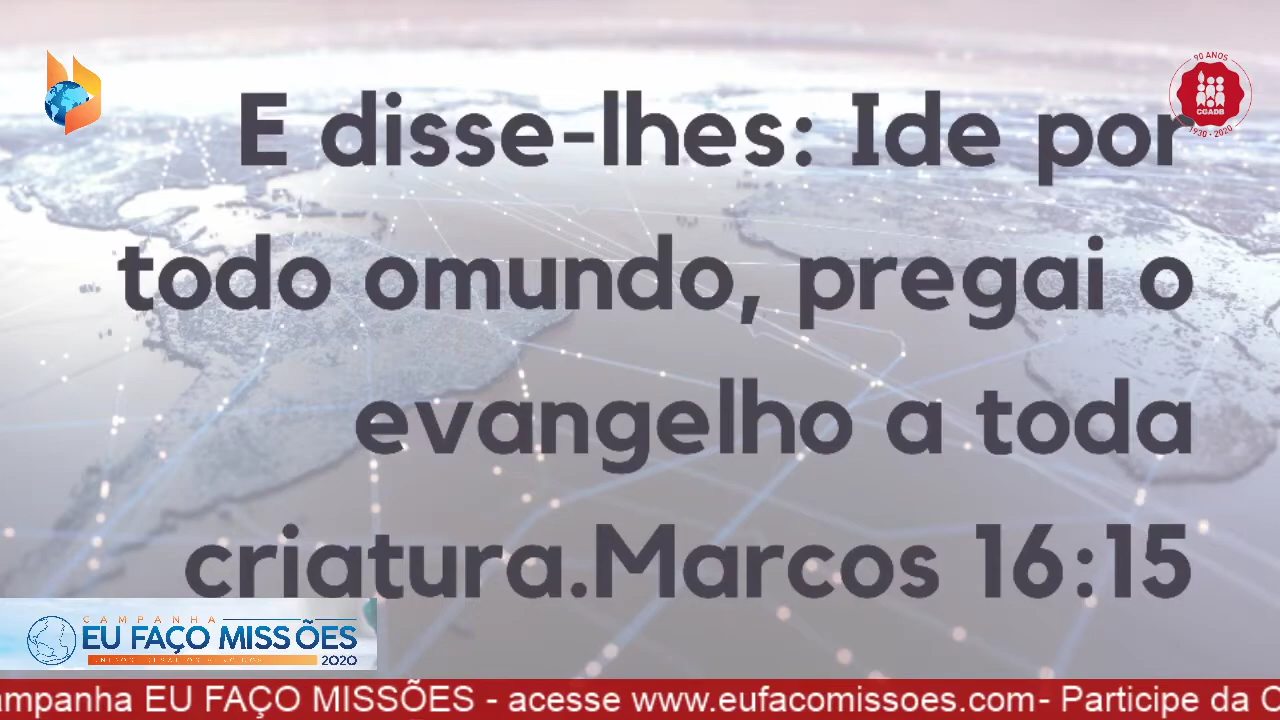 90 ANOS
CGADB
1930 • 2020
E disse-lhes: Ide por
todo omundo, pregai o
evangelho a toda
criatura.Marcos 16:15
CAMPANHA
EU FAÇO MISSÕES
2020
ampanha EU FAÇO MISSÕES - acesse www.eufacomissoes.com- Participe da C